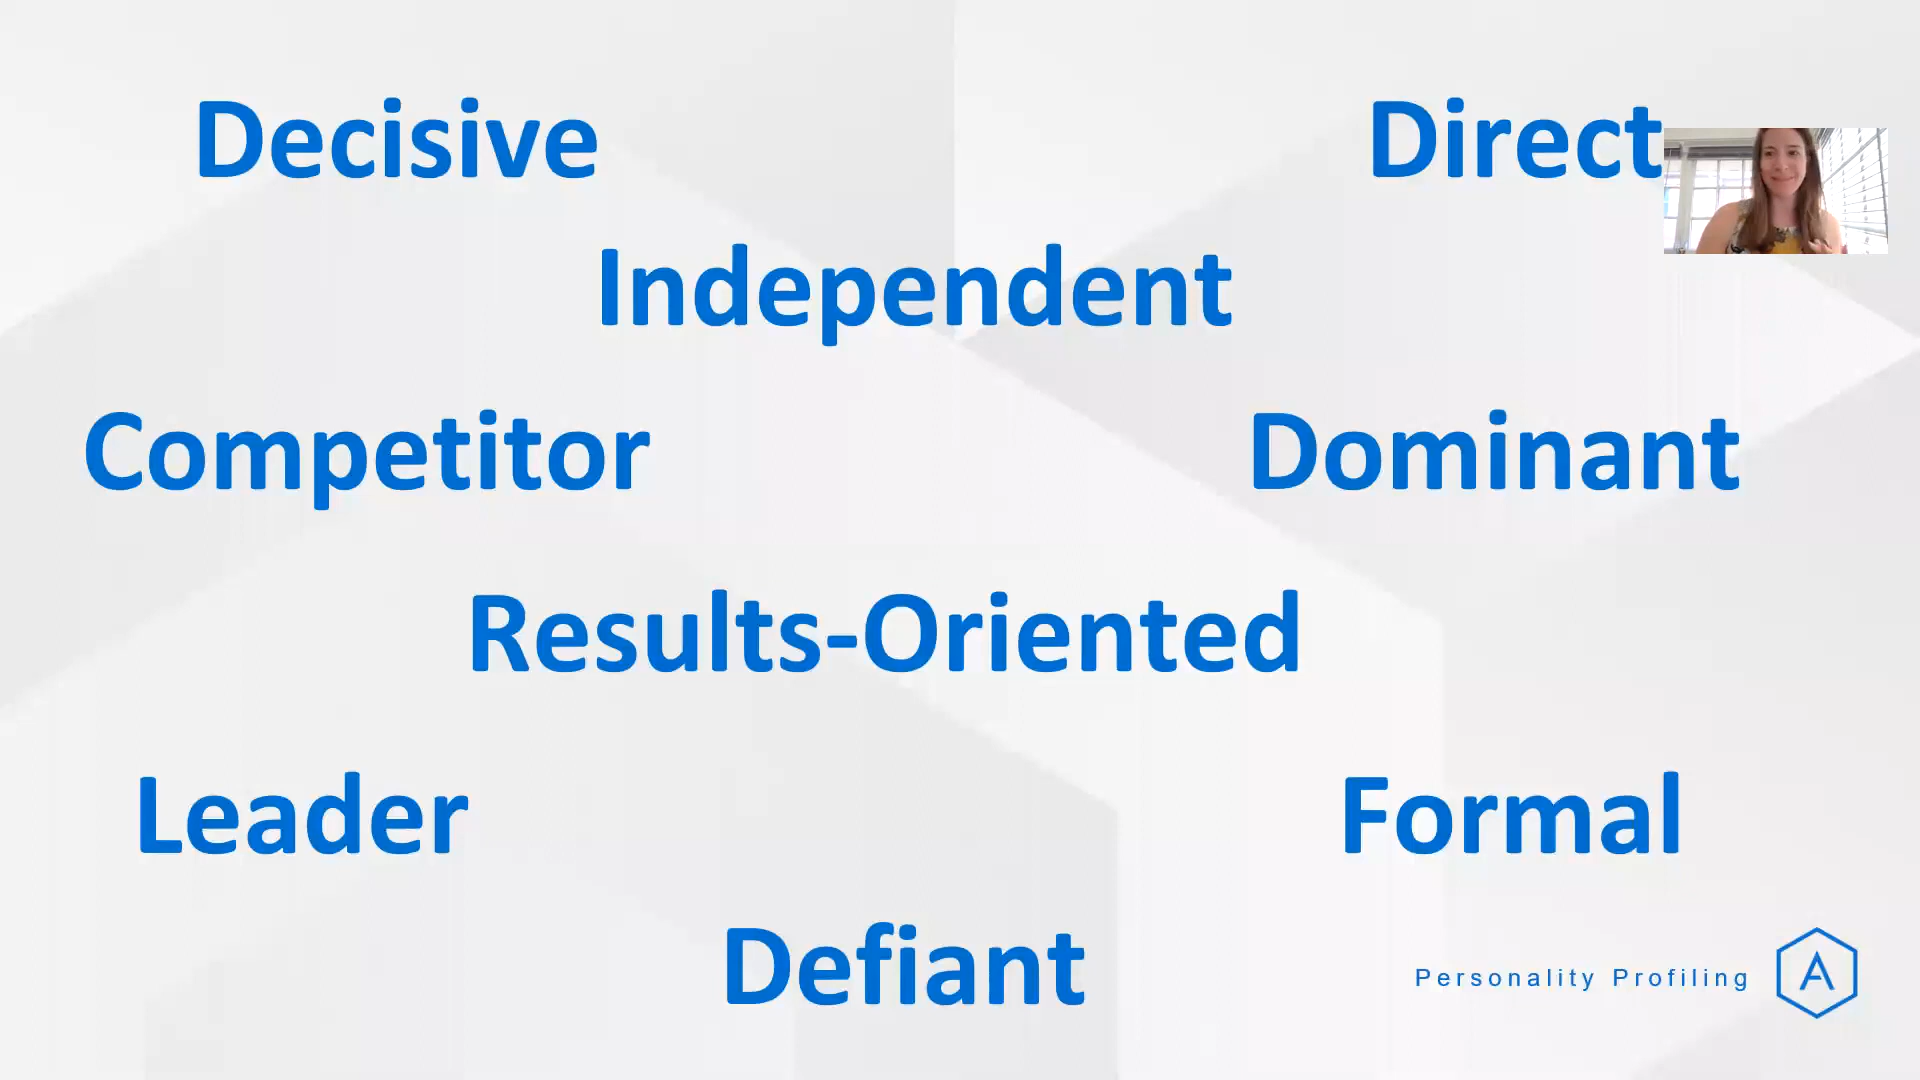 Decisive
Direct
Independent
Competitor
Dominant
Results-Oriented
Leader
Formal
Defiant
Personality Profiling
A